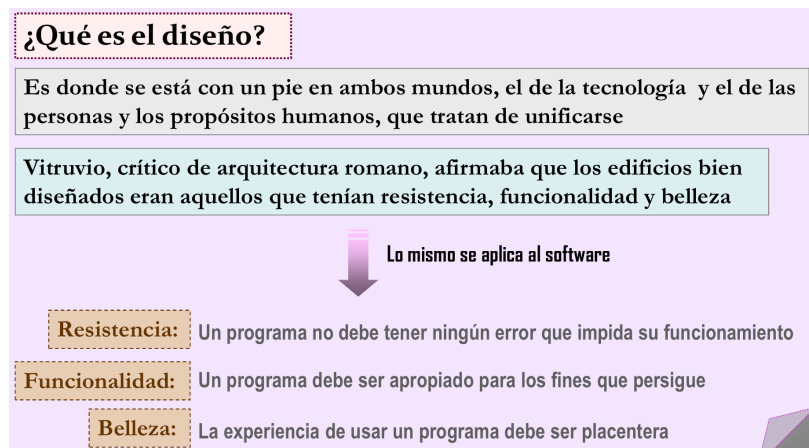 ¿Qué es el diseño?
Es donde se está con un pie en ambos mundos, el de la tecnología y el de las
personas y los propósitos humanos, que tratan de unificarse
Vitruvio, crítico de arquitectura romano, afirmaba que los edificios bien
diseñados eran aquellos que tenían resistencia, funcionalidad y belleza
Lo mismo se aplica al software
Resistencia: Un programa no debe tener ningún error que impida su funcionamiento
Funcionalidad: Un programa debe ser apropiado para los fines que persigue
Belleza: La experiencia de usar un programa debe ser placentera